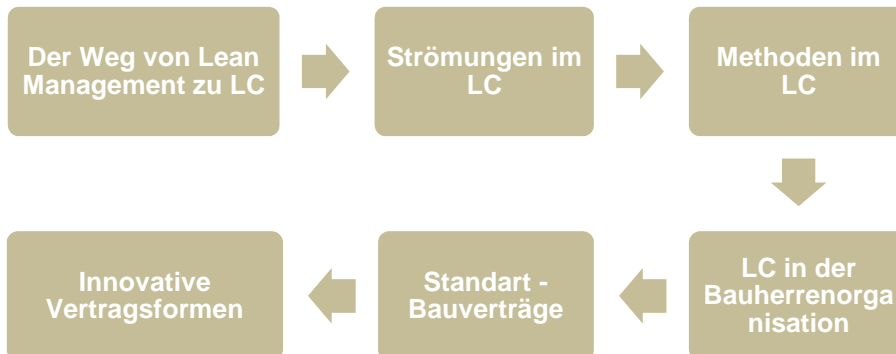 Der Weg von Lean
Management zu LC
Strömungen im
LC
Methoden im
LC
LC in der
Bauherrenorga
nisation
Standart -
Bauverträge
Innovative
Vertragsformen